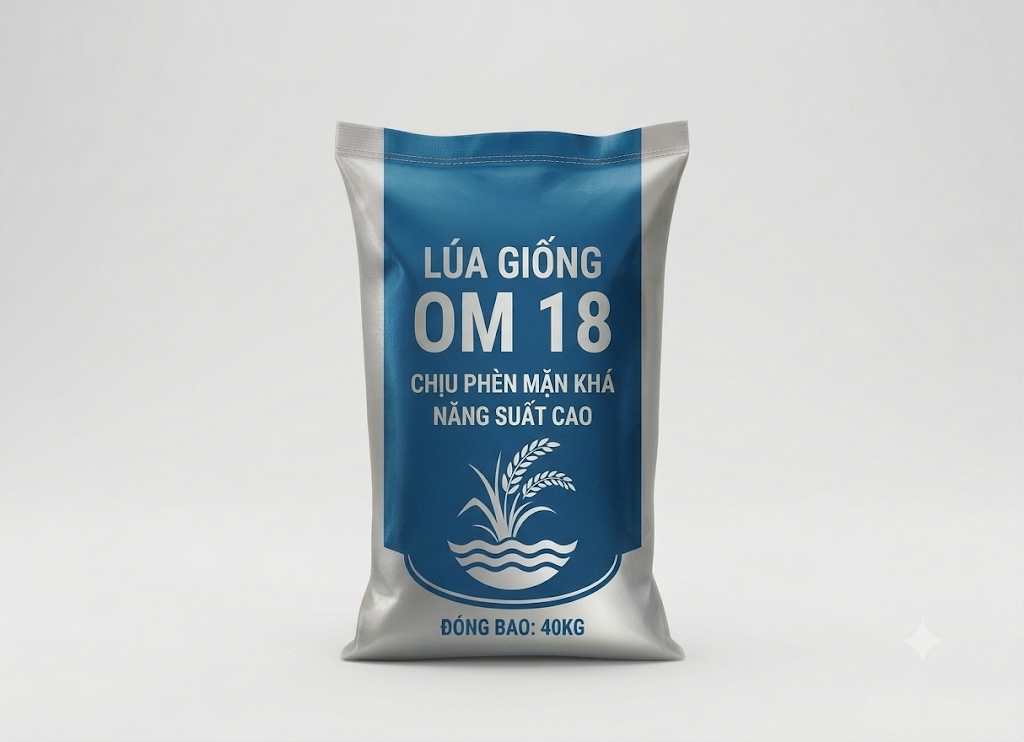 LÚA GIỐNG
OM 18
CHỊU PHÈN MẶN KHÁ
NĂNG SUẤT CAO
ĐÓNG BAO: 40KG